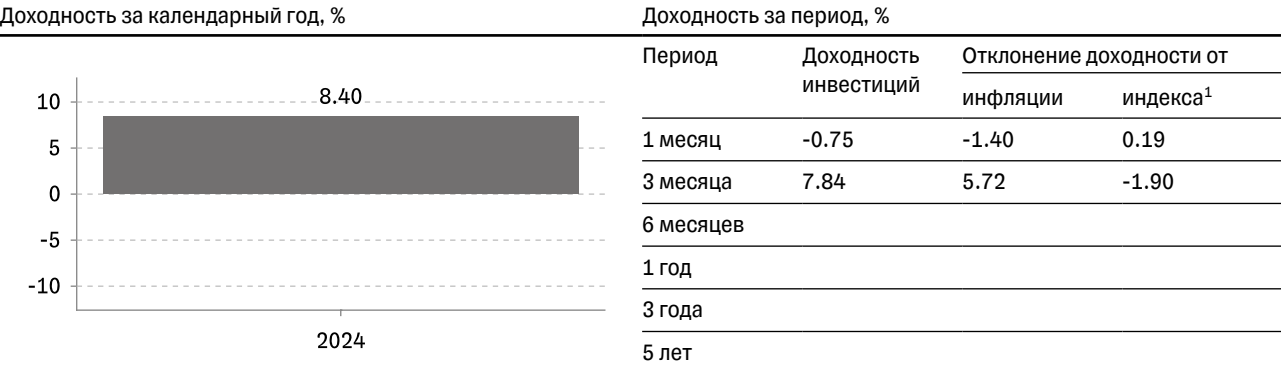 Доходность за календарный год, %
10
8.40
5
0
-5
-10
2024
Доходность за период, %
Период Доходность инвестиций Отклонение доходности от
инфляции индекса¹
1 месяц -0.75 -1.40 0.19
3 месяца 7.84 5.72 -1.90
6 месяцев
1 год
3 года
5 лет